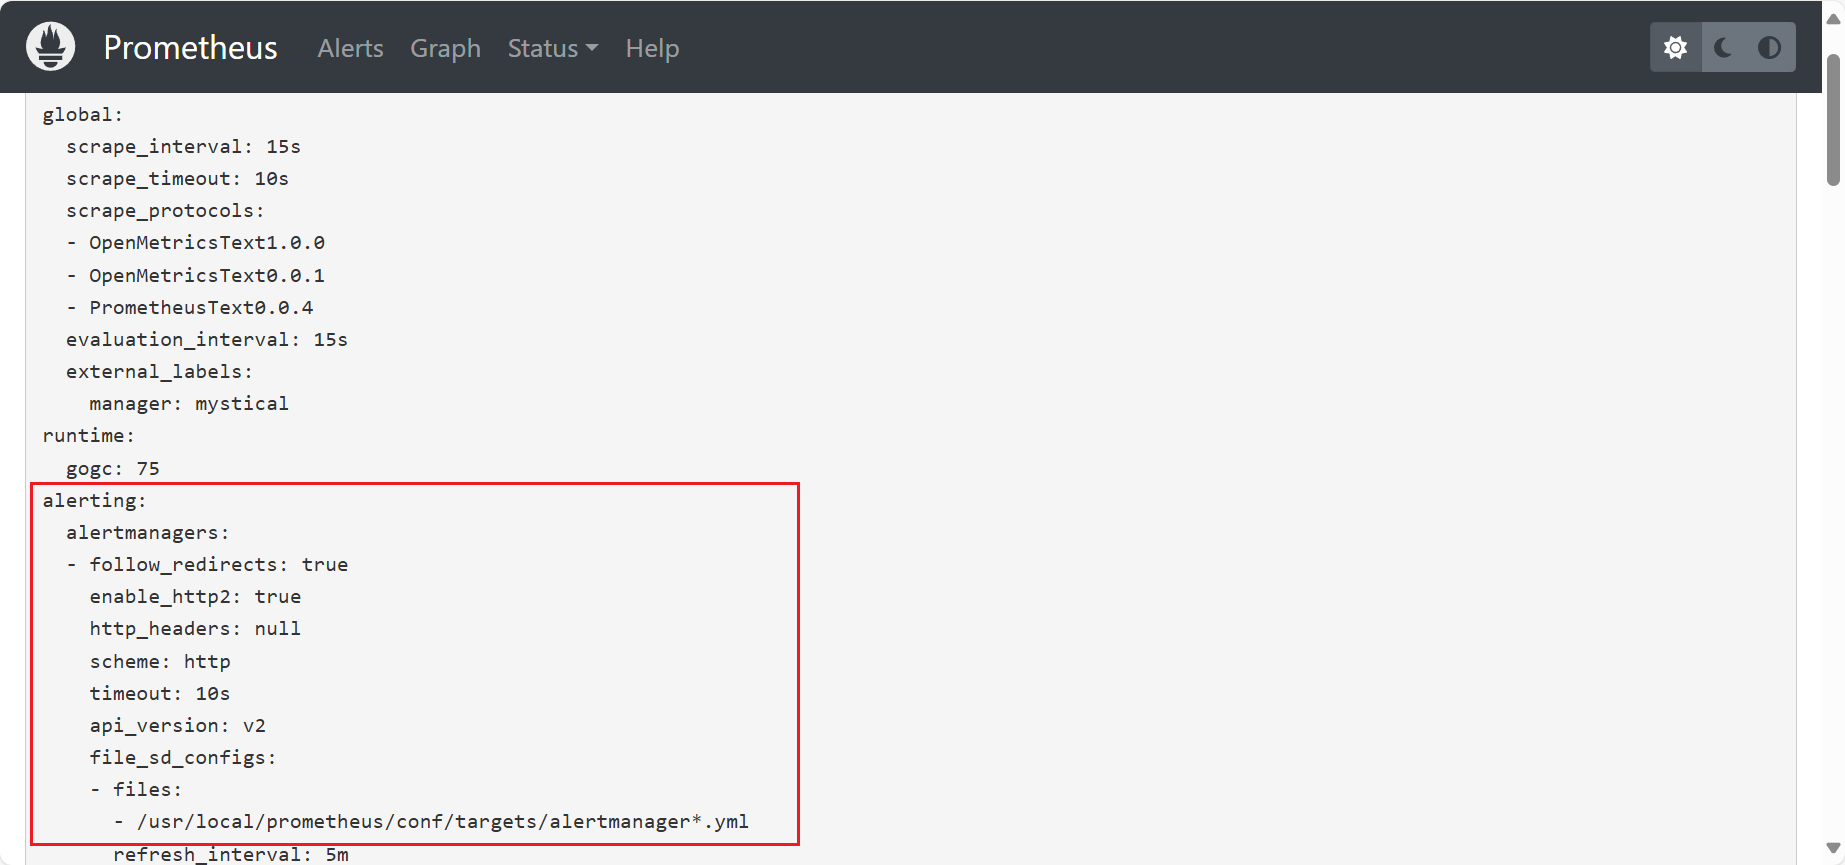 Prometheus Alerts Graph Status Help
global:
  scrape_interval: 15s
  scrape_timeout: 10s
  scrape_protocols:
  - OpenMetricsText1.0.0
  - OpenMetricsText0.0.1
  - PrometheusText0.0.4
  evaluation_interval: 15s
  external_labels:
    manager: mystical
runtime:
  gogc: 75
alerting:
  alertmanagers:
  - follow_redirects: true
    enable_http2: true
    http_headers: null
    scheme: http
    timeout: 10s
    api_version: v2
    file_sd_configs:
    - files:
      - /usr/local/prometheus/conf/targets/alertmanager*.yml
      refresh_interval: 5m